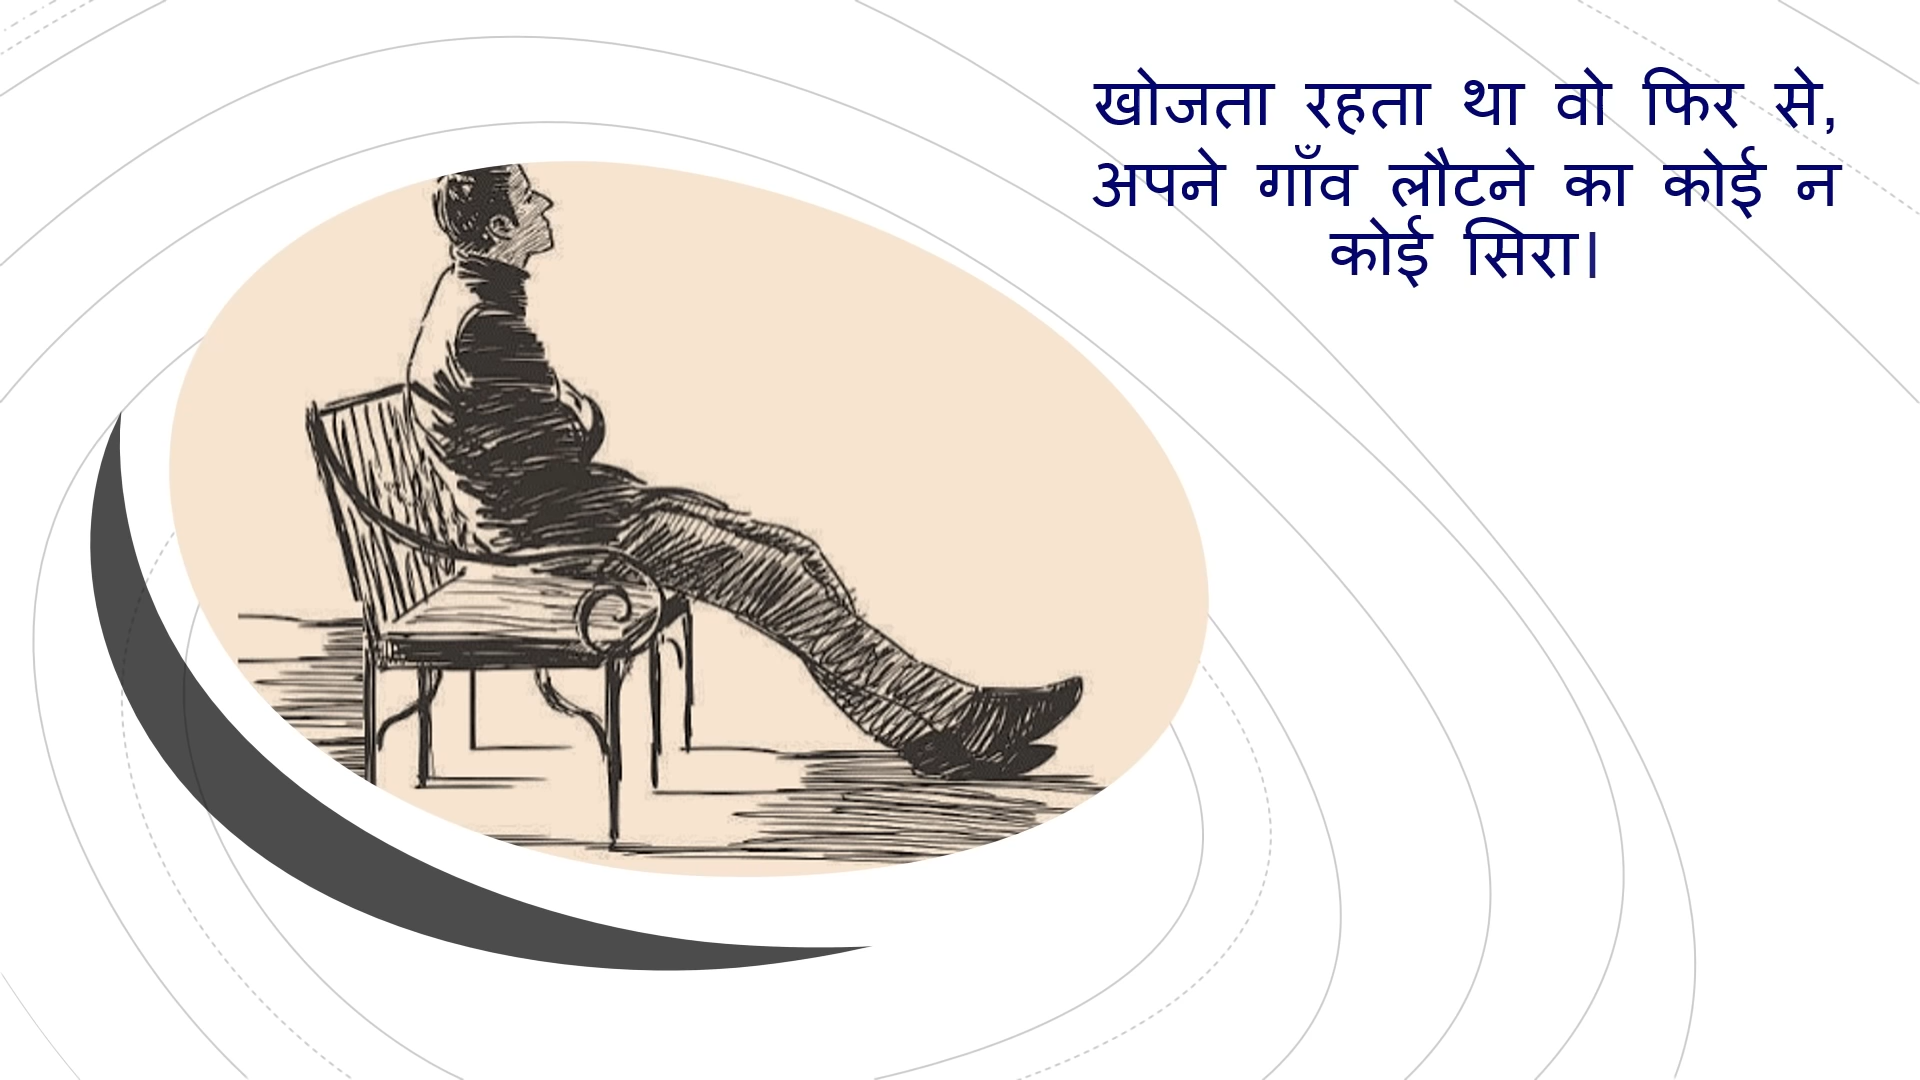 खोजता रहता था वो फिर से,
अपने गाँव लौटने का कोई न
कोई सिरा।